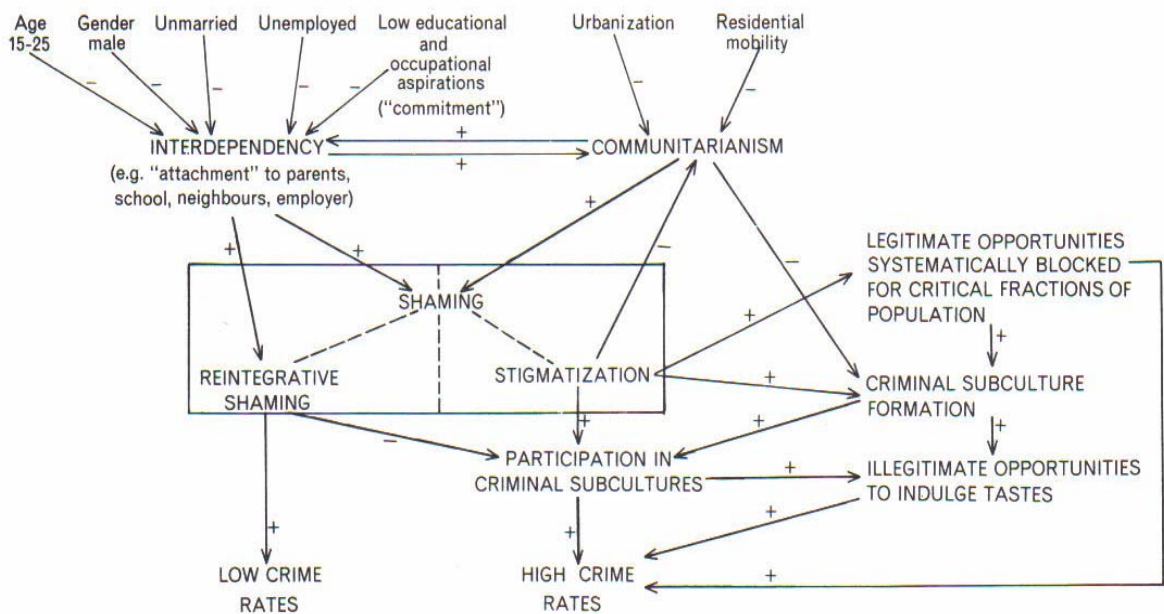 Age
15-25
Gender
male
Unmarried
Unemployed
Low educational
and
occupational
aspirations
("commitment")
Urbanization
Residential
mobility
−
−
−
−
−
−
−
INTERDEPENDENCY
+
+
COMMUNITARIANISM
(e.g. "attachment" to parents,
school, neighbours, employer)
+
+
+
−
−
LEGITIMATE OPPORTUNITIES
SYSTEMATICALLY BLOCKED
FOR CRITICAL FRACTIONS OF
POPULATION
SHAMING
+
+
REINTEGRATIVE
SHAMING
STIGMATIZATION
+
CRIMINAL SUBCULTURE
FORMATION
−
+
+
+
PARTICIPATION IN
CRIMINAL SUBCULTURES
+
ILLEGITIMATE OPPORTUNITIES
TO INDULGE TASTES
+
+
+
LOW CRIME
RATES
HIGH CRIME
RATES
+